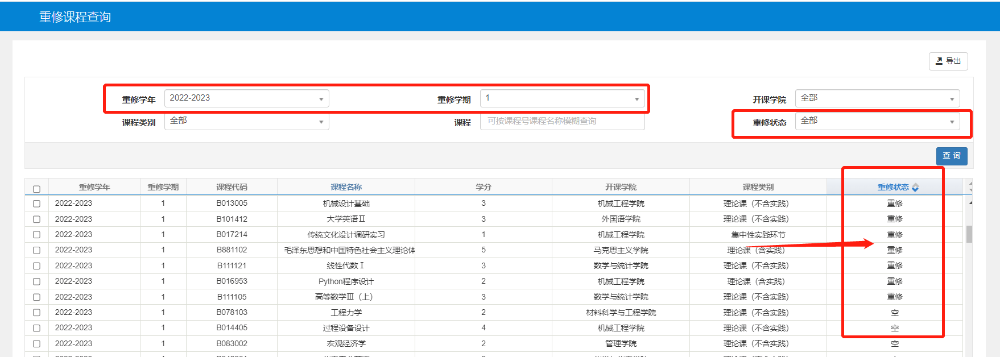 重修课程查询
导出
重修学年 2022-2023 重修学期 1 开课学院 全部
课程类别 全部 课程 可按课程号课程名称模糊查询 重修状态 全部
查 询
重修学年 重修学期 课程代码 课程名称 学分 开课学院 课程类别 重修状态
2022-2023 1 B013005 机械设计基础 3 机械工程学院 理论课（不含实践） 重修
2022-2023 1 B101412 大学英语Ⅱ 3 外国语学院 理论课（不含实践） 重修
2022-2023 1 B017214 传统文化设计调研实习 1 机械工程学院 集中性实践环节 重修
2022-2023 1 B881102 毛泽东思想和中国特色社会主义理论体 5 马克思主义学院 理论课（含实践） 重修
2022-2023 1 B111121 线性代数Ⅰ 3 数学与统计学院 理论课（不含实践） 重修
2022-2023 1 B016953 Python程序设计 2 机械工程学院 理论课（含实践） 重修
2022-2023 1 B111105 高等数学Ⅲ（上） 3 数学与统计学院 理论课（不含实践） 重修
2022-2023 1 B078103 工程力学 2 材料科学与工程学院 理论课（不含实践） 空
2022-2023 1 B014405 过程设备设计 4 机械工程学院 理论课（不含实践） 空
2022-2023 1 B083002 宏观经济学 2 管理学院 理论课（不含实践） 空